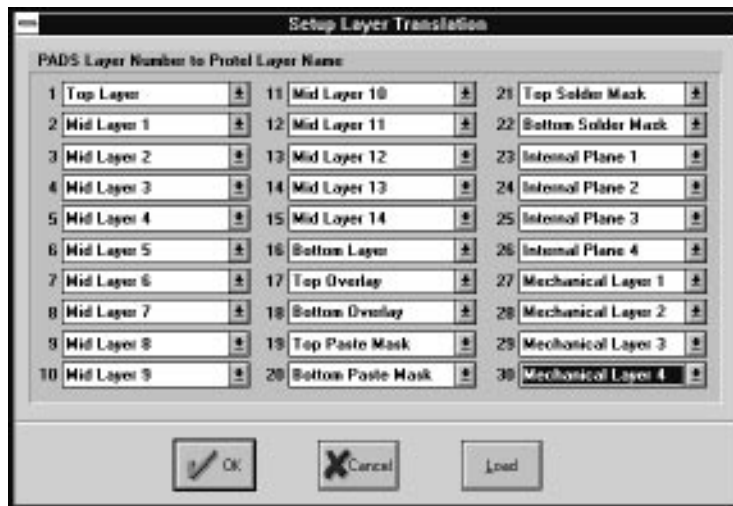 Setup Layer Translation
PADS Layer Number to Protel Layer Name
1 Top Layer
2 Mid Layer 1
3 Mid Layer 2
4 Mid Layer 3
5 Mid Layer 4
6 Mid Layer 5
7 Mid Layer 6
8 Mid Layer 7
9 Mid Layer 8
10 Mid Layer 9
11 Mid Layer 10
12 Mid Layer 11
13 Mid Layer 12
14 Mid Layer 13
15 Mid Layer 14
16 Bottom Layer
17 Top Overlay
18 Bottom Overlay
19 Top Paste Mask
20 Bottom Paste Mask
21 Top Solder Mask
22 Bottom Solder Mask
23 Internal Plane 1
24 Internal Plane 2
25 Internal Plane 3
26 Internal Plane 4
27 Mechanical Layer 1
28 Mechanical Layer 2
29 Mechanical Layer 3
30 Mechanical Layer 4
OK
Cancel
Load